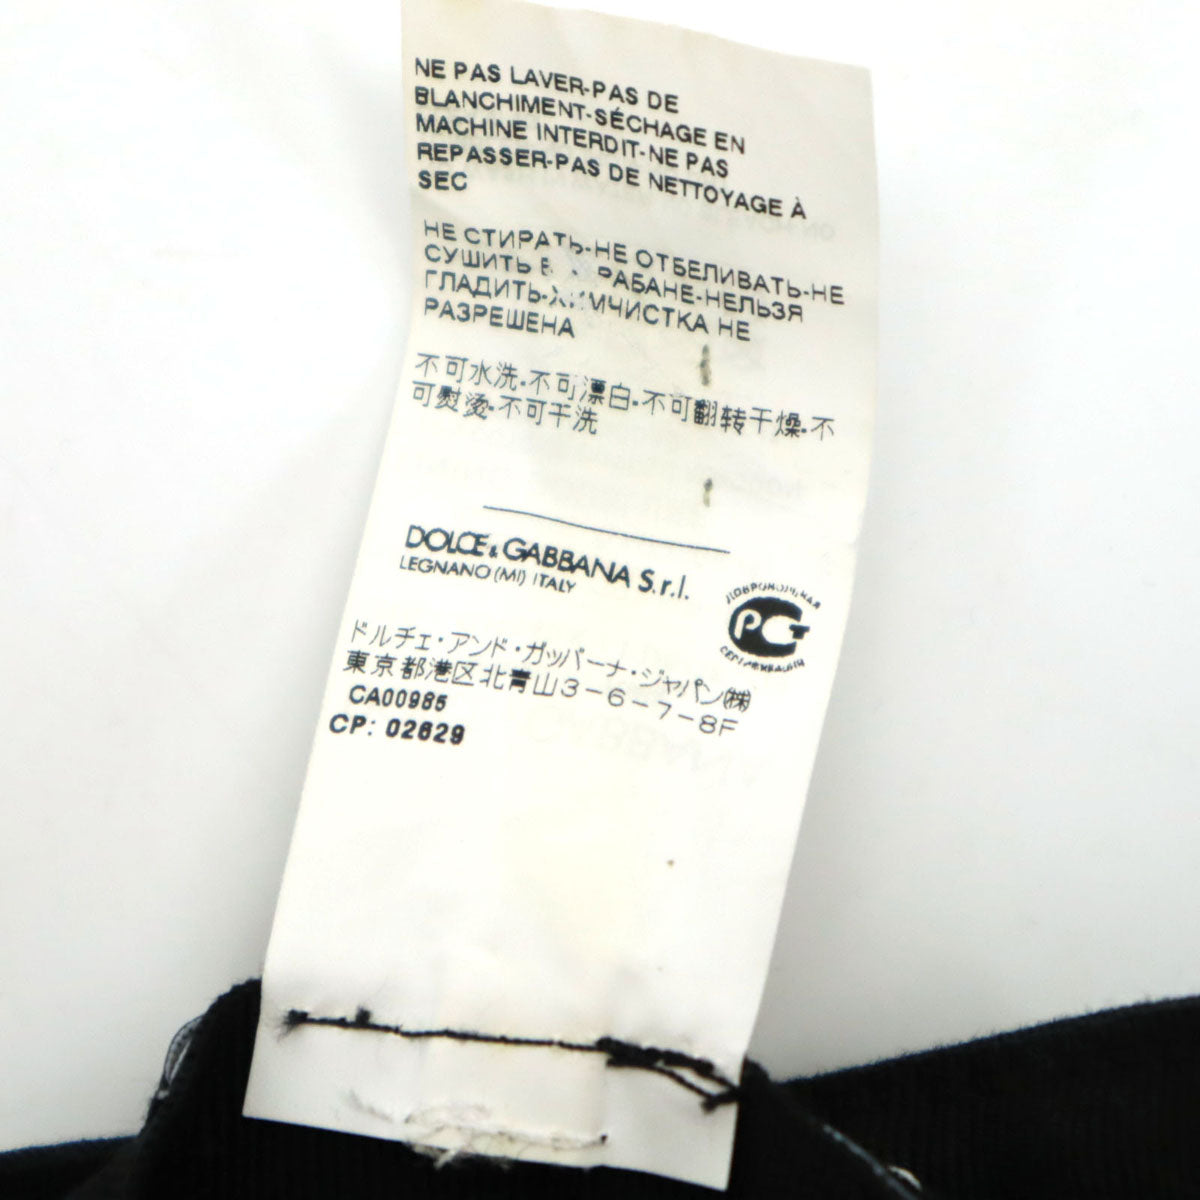 NE PAS LAVER-PAS DE
BLANCHIMENT-SÉCHAGE EN
MACHINE INTERDIT-NE PAS
REPASSER-PAS DE NETTOYAGE À
SEC
НЕ СТИРАТЬ-НЕ ОТБЕЛИВАТЬ-НЕ
СУШИТЬ РАБАНЕ-НЕЛЬЗЯ
ГЛАДИТЬ-ХИМЧИСТКА НЕ
РАЗРЕШЕНА
不可水洗-不可漂白-不可翻转干燥-不
可熨烫-不可干洗
DOLCE & GABBANA S.r.l.
LEGNANO (MI) ITALY
PCT
ドルチェ・アンド・ガッバーナ・ジャパン㈱
東京都港区北青山3-6-7-8F
CA00985
CP: 02629